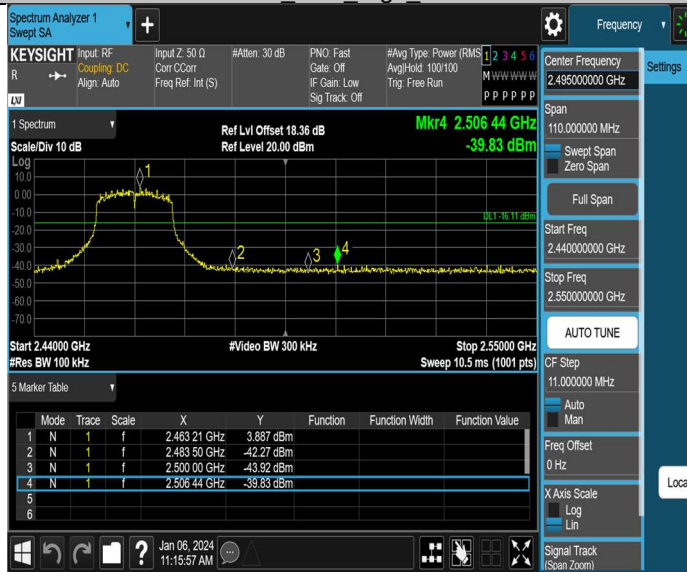 Spectrum Analyzer 1
Swept SA
Frequency
KEYSIGHT
R
LXI
Input: RF
Coupling: DC
Align: Auto
Input Z: 50 Ω
Corr CCorr
Freq Ref: Int (S)
#Atten: 30 dB
PNO: Fast
Gate: Off
IF Gain: Low
Sig Track: Off
#Avg Type: Power (RMS
Avg|Hold: 100/100
Trig: Free Run
1 2 3 4 5 6
M W W W W W
P P P P P P
1 Spectrum
Scale/Div 10 dB
Ref Lvl Offset 18.36 dB
Ref Level 20.00 dBm
Mkr4 2.506 44 GHz
-39.83 dBm
Log
10.0
0.00
-10.0
-20.0
-30.0
-40.0
-50.0
-60.0
-70.0
1
2
3
4
DL1 -16.11 dBm
Start 2.44000 GHz
#Video BW 300 kHz
Stop 2.55000 GHz
#Res BW 100 kHz
Sweep 10.5 ms (1001 pts)
5 Marker Table
Mode Trace Scale X Y Function Function Width Function Value
1 N 1 f 2.463 21 GHz 3.887 dBm
2 N 1 f 2.483 50 GHz -42.27 dBm
3 N 1 f 2.500 00 GHz -43.92 dBm
4 N 1 f 2.506 44 GHz -39.83 dBm
5
6
Jan 06, 2024
11:15:57 AM
Center Frequency
2.495000000 GHz
Settings
Span
110.000000 MHz
Swept Span
Zero Span
Full Span
Start Freq
2.440000000 GHz
Stop Freq
2.550000000 GHz
AUTO TUNE
CF Step
11.000000 MHz
Auto
Man
Freq Offset
0 Hz
Loca
X Axis Scale
Log
Lin
Signal Track
(Span Zoom)